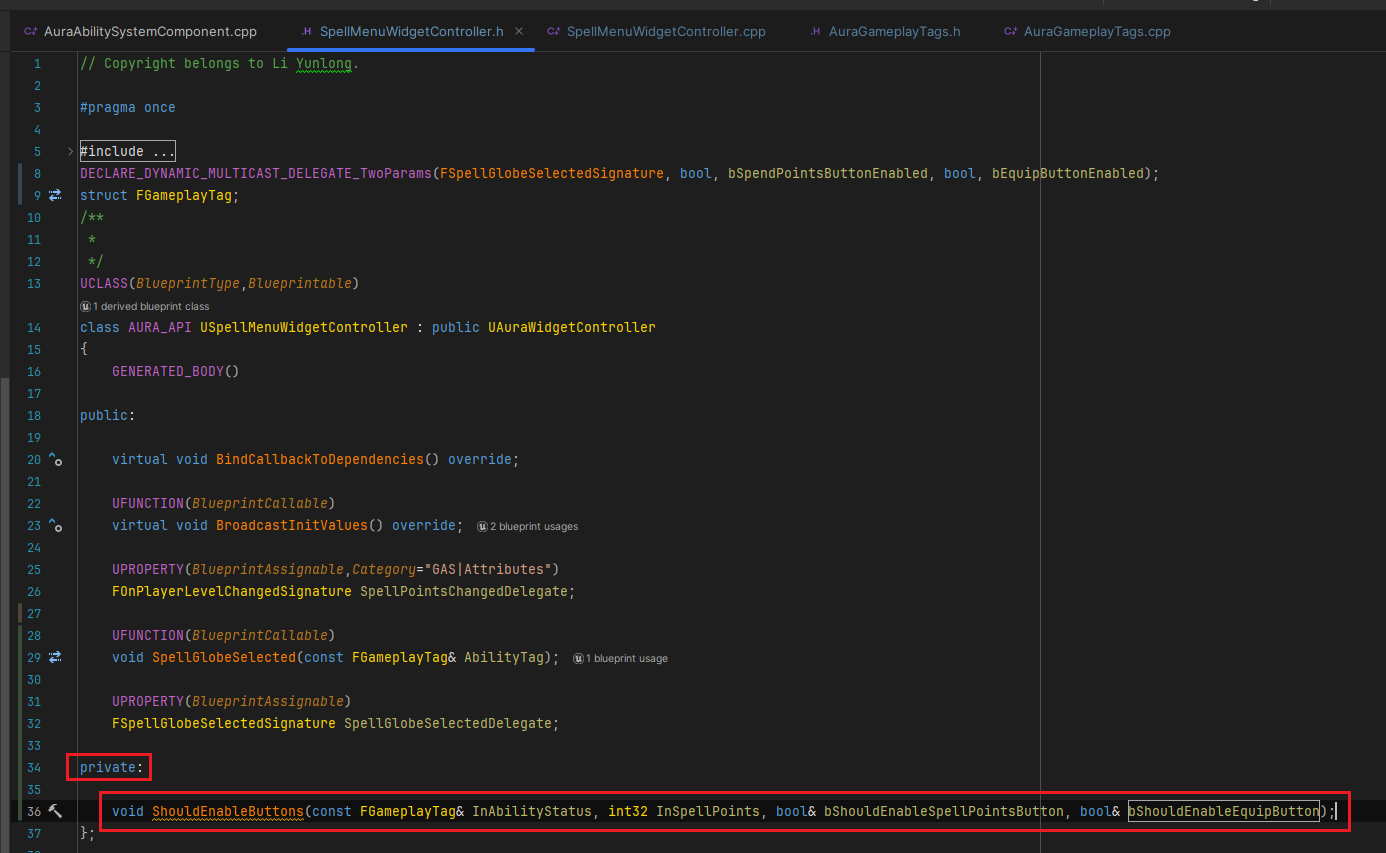 AuraAbilitySystemComponent.cpp .H SpellMenuWidgetController.h SpellMenuWidgetController.cpp .H AuraGameplayTags.h AuraGameplayTags.cpp
1 // Copyright belongs to Li Yunlong.
2
3 #pragma once
4
5 #include ...
8 DECLARE_DYNAMIC_MULTICAST_DELEGATE_TwoParams(FSpellGlobeSelectedSignature, bool, bSpendPointsButtonEnabled, bool, bEquipButtonEnabled);
9 struct FGameplayTag;
10 /**
11 *
12 */
13 UCLASS(BlueprintType,Blueprintable)
1 derived blueprint class
14 class AURA_API USpellMenuWidgetController : public UAuraWidgetController
15 {
16 GENERATED_BODY()
17
18 public:
19
20 virtual void BindCallbackToDependencies() override;
21
22 UFUNCTION(BlueprintCallable)
23 virtual void BroadcastInitValues() override; 2 blueprint usages
24
25 UPROPERTY(BlueprintAssignable,Category="GAS|Attributes")
26 FOnPlayerLevelChangedSignature SpellPointsChangedDelegate;
27
28 UFUNCTION(BlueprintCallable)
29 void SpellGlobeSelected(const FGameplayTag& AbilityTag); 1 blueprint usage
30
31 UPROPERTY(BlueprintAssignable)
32 FSpellGlobeSelectedSignature SpellGlobeSelectedDelegate;
33
34 private:
35
36 void ShouldEnableButtons(const FGameplayTag& InAbilityStatus, int32 InSpellPoints, bool& bShouldEnableSpellPointsButton, bool& bShouldEnableEquipButton);
37 };